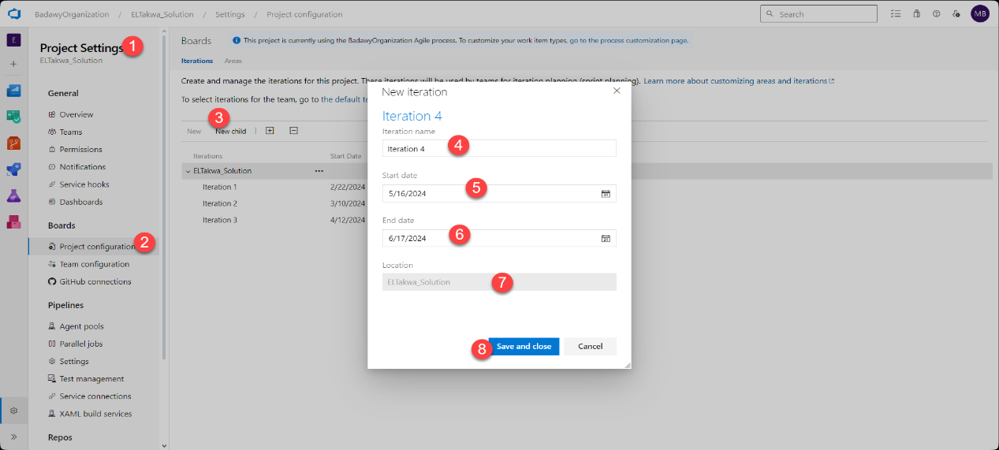 BadawyOrganization / ELTakwa_Solution / Settings / Project configuration
Search
MB
E
Project Settings
1
ELTakwa_Solution
General
Overview
Teams
Permissions
Notifications
Service hooks
Dashboards
Boards
Project configuration
2
Team configuration
GitHub connections
Pipelines
Agent pools
Parallel jobs
Settings
Test management
Service connections
XAML build services
Repos
Boards
This project is currently using the BadawyOrganization Agile process. To customize your work item types, go to the process customization page.
Iterations Areas
Create and manage the iterations for this project. These iterations will be used by teams for iteration planning (sprint planning). Learn more about customizing areas and iterations
To select iterations for the team, go to the default te
3
New New child
Iterations Start Date
ELTakwa_Solution
Iteration 1 2/22/2024
Iteration 2 3/10/2024
Iteration 3 4/12/2024
New iteration
Iteration 4
Iteration name
Iteration 4
4
Start date
5/16/2024
5
End date
6/17/2024
6
Location
ELTakwa_Solution
7
8
Save and close Cancel